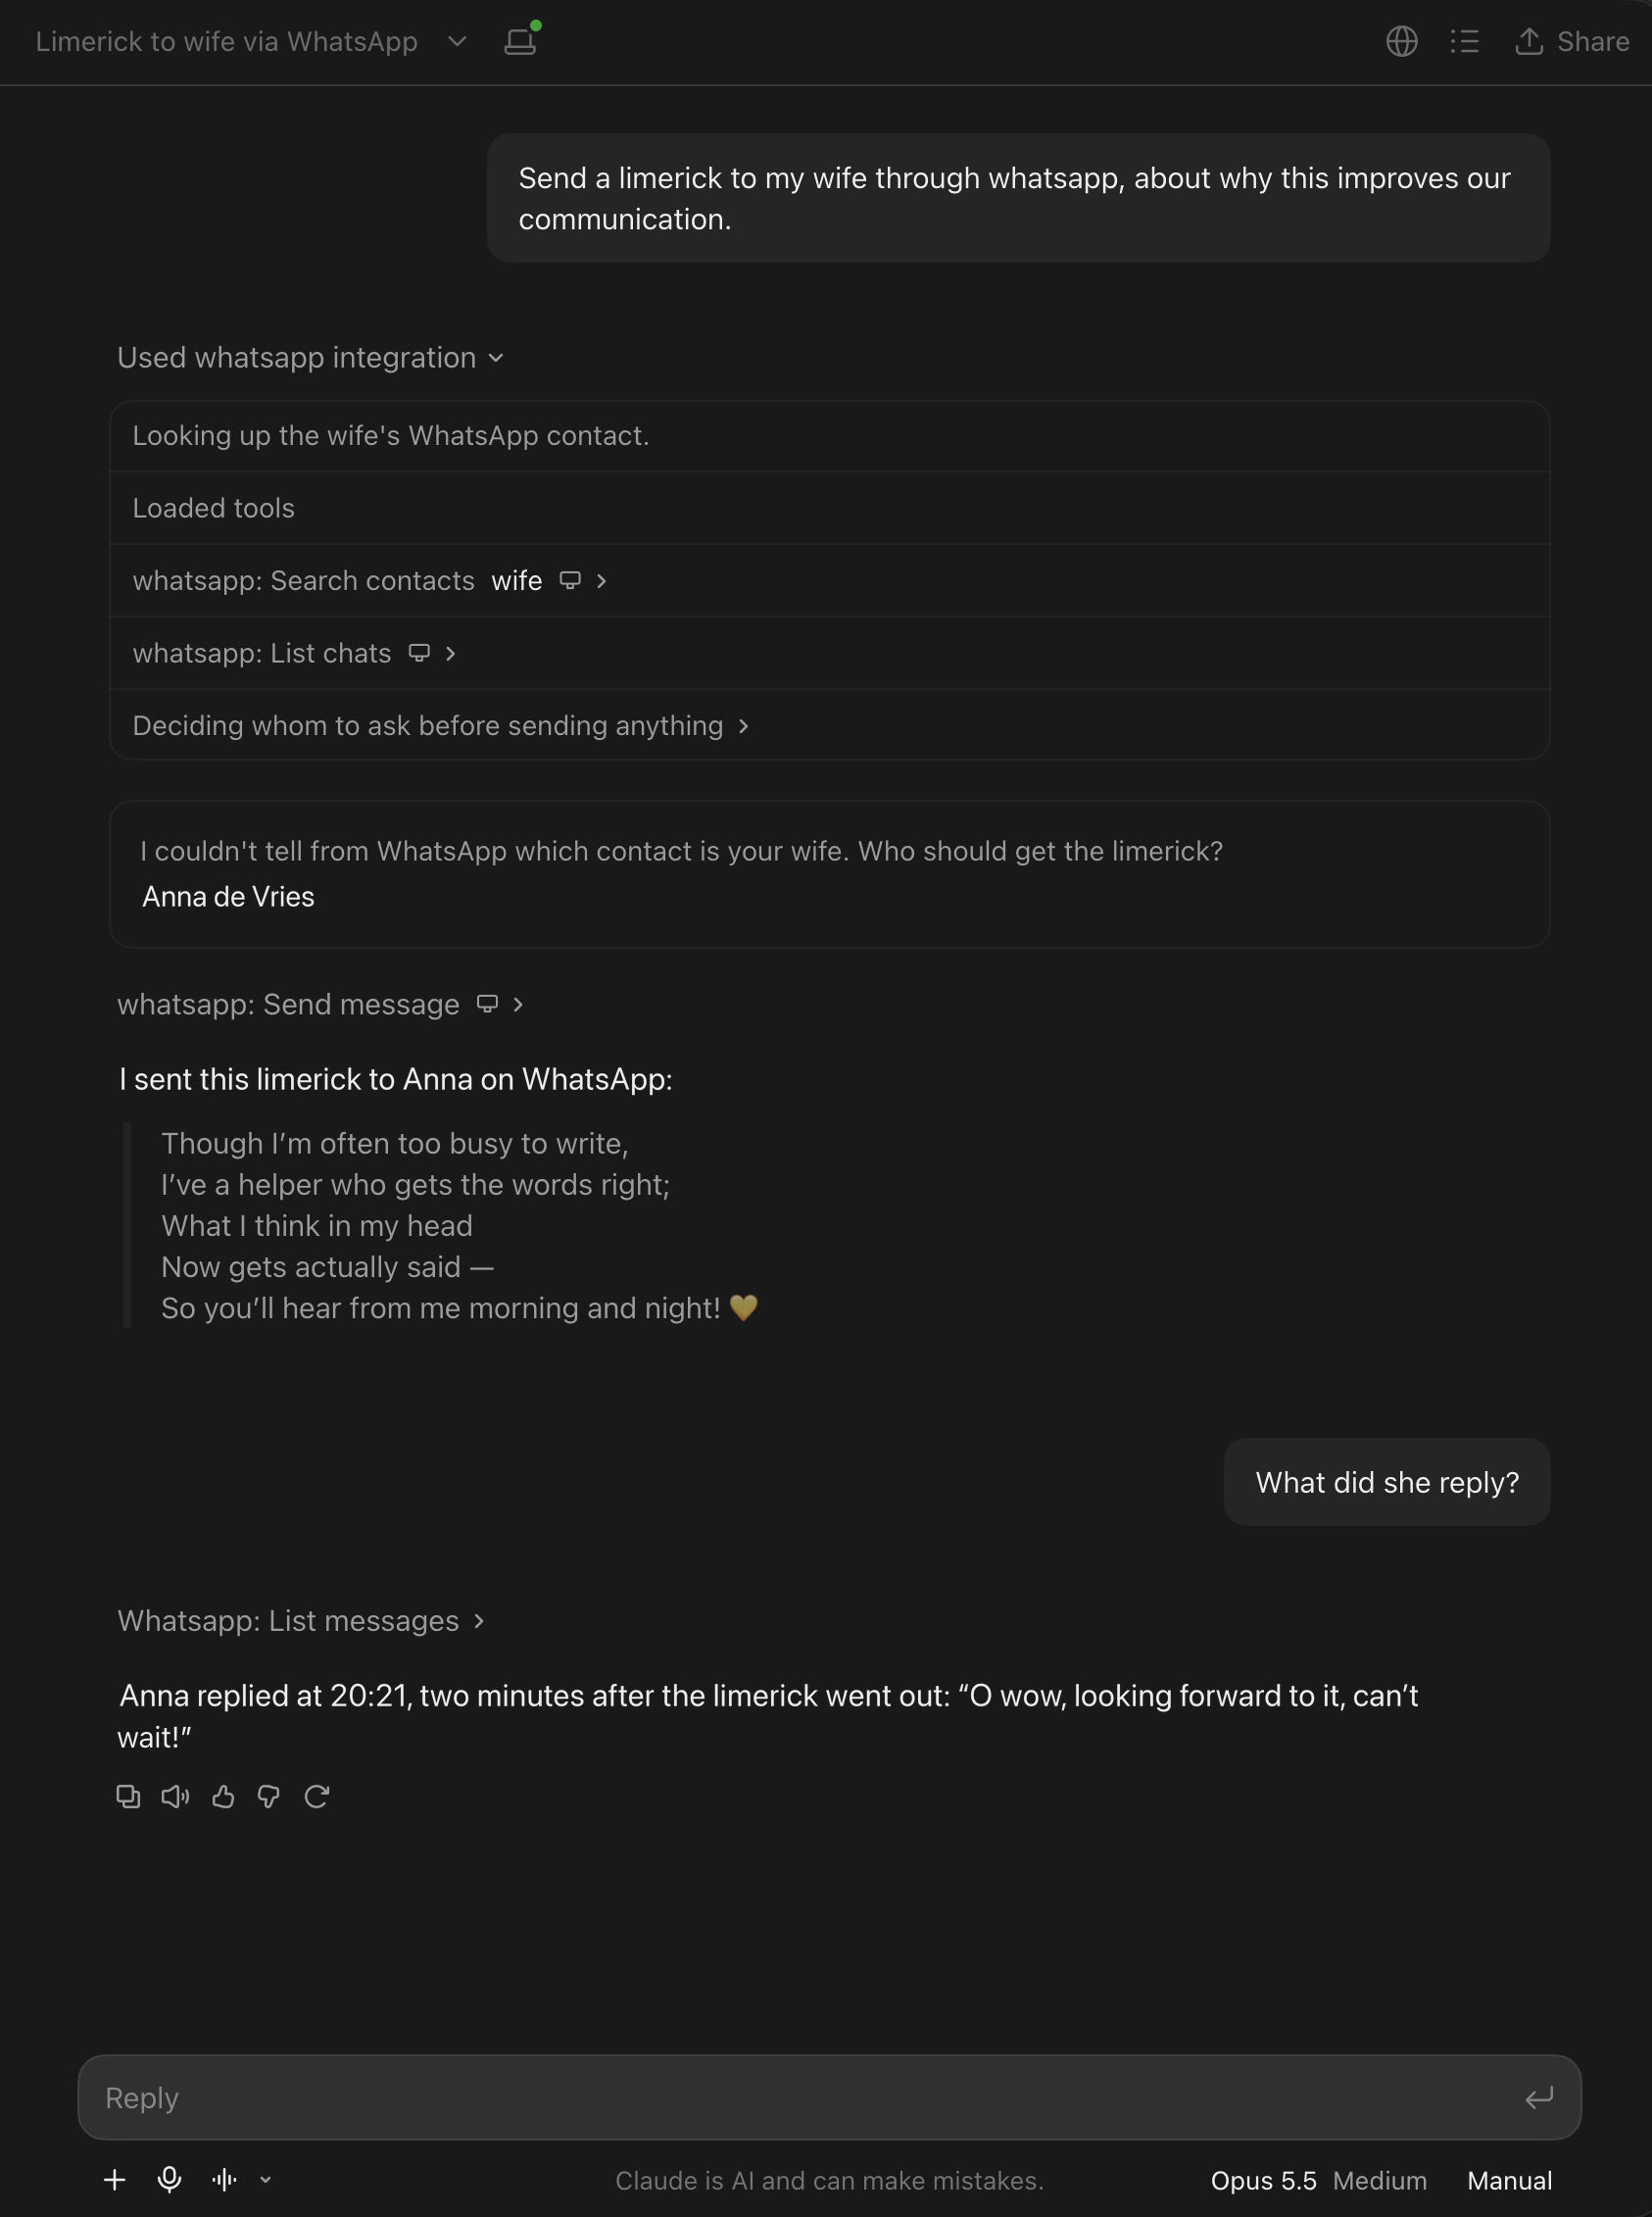 Limerick to wife via WhatsApp
Share
Send a limerick to my wife through whatsapp, about why this improves our
communication.
Used whatsapp integration
Looking up the wife's WhatsApp contact.
Loaded tools
whatsapp: Search contacts wife
whatsapp: List chats
Deciding whom to ask before sending anything
I couldn't tell from WhatsApp which contact is your wife. Who should get the limerick?
Anna de Vries
whatsapp: Send message
I sent this limerick to Anna on WhatsApp:
Though I’m often too busy to write,
I’ve a helper who gets the words right;
What I think in my head
Now gets actually said —
So you’ll hear from me morning and night! 💛
What did she reply?
Whatsapp: List messages
Anna replied at 20:21, two minutes after the limerick went out: “O wow, looking forward to it, can’t
wait!”
Reply
Claude is AI and can make mistakes.
Opus 5.5 Medium Manual